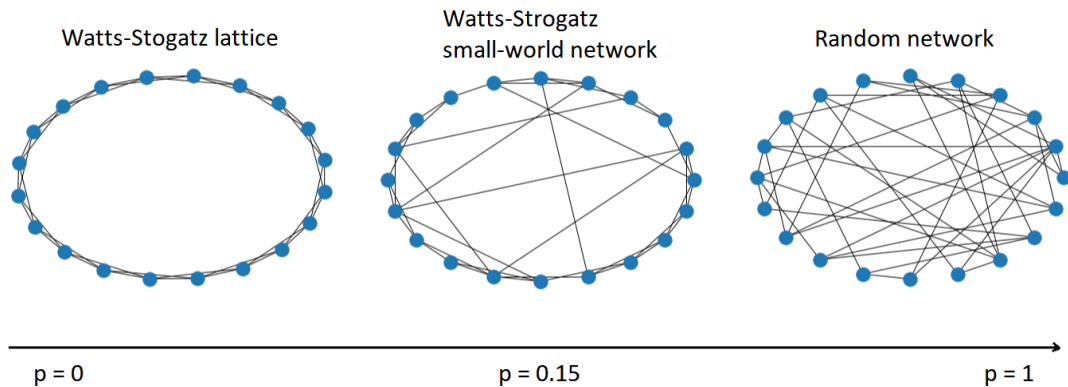 Watts-Stogatz lattice
Watts-Strogatz
small-world network
Random network
p = 0
p = 0.15
p = 1